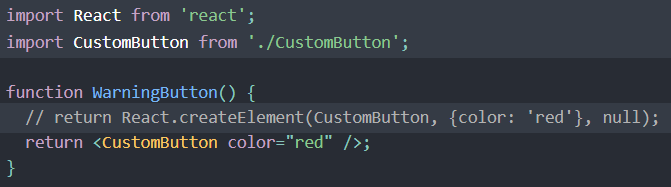 import React from 'react';
import CustomButton from './CustomButton';
function WarningButton() {
// return React.createElement(CustomButton, {color: 'red'}, null);
return <CustomButton color="red" />;
}